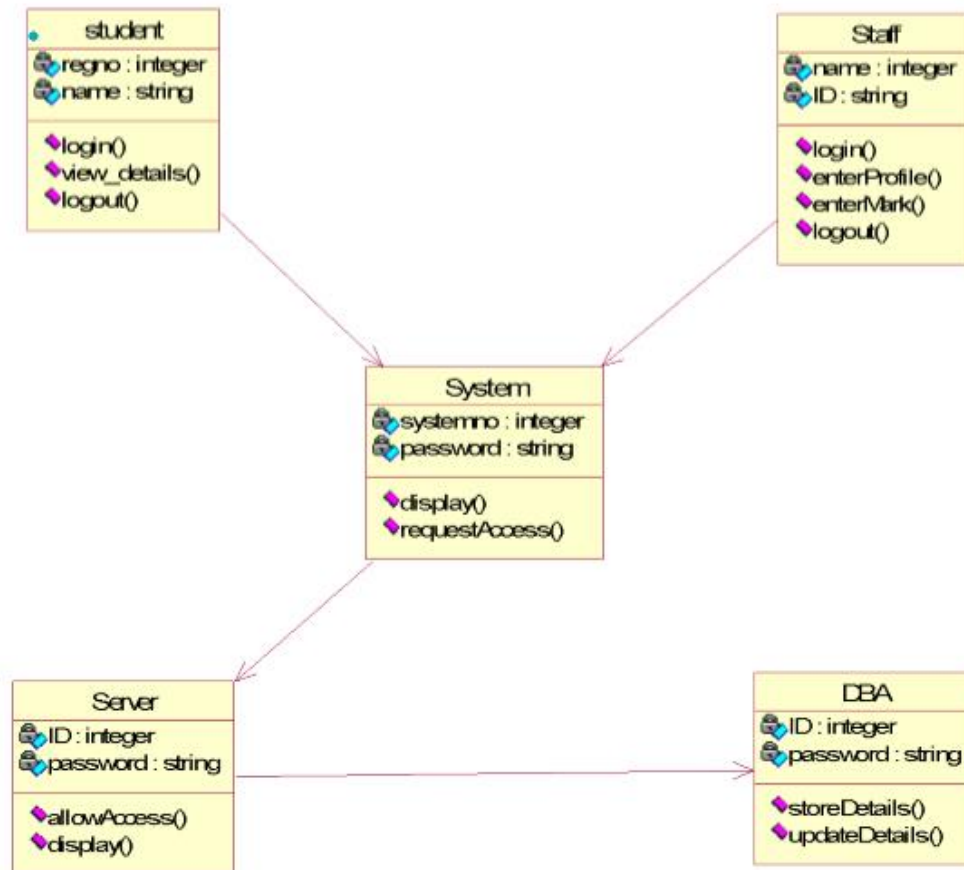 student
regno : integer
name : string
login()
view_details()
logout()
Staff
name : integer
ID : string
login()
enterProfile()
enterMark()
logout()
System
systemno : integer
password : string
display()
requestAccess()
Server
ID : integer
password : string
allowAccess()
display()
DBA
ID : integer
password : string
storeDetails()
updateDetails()